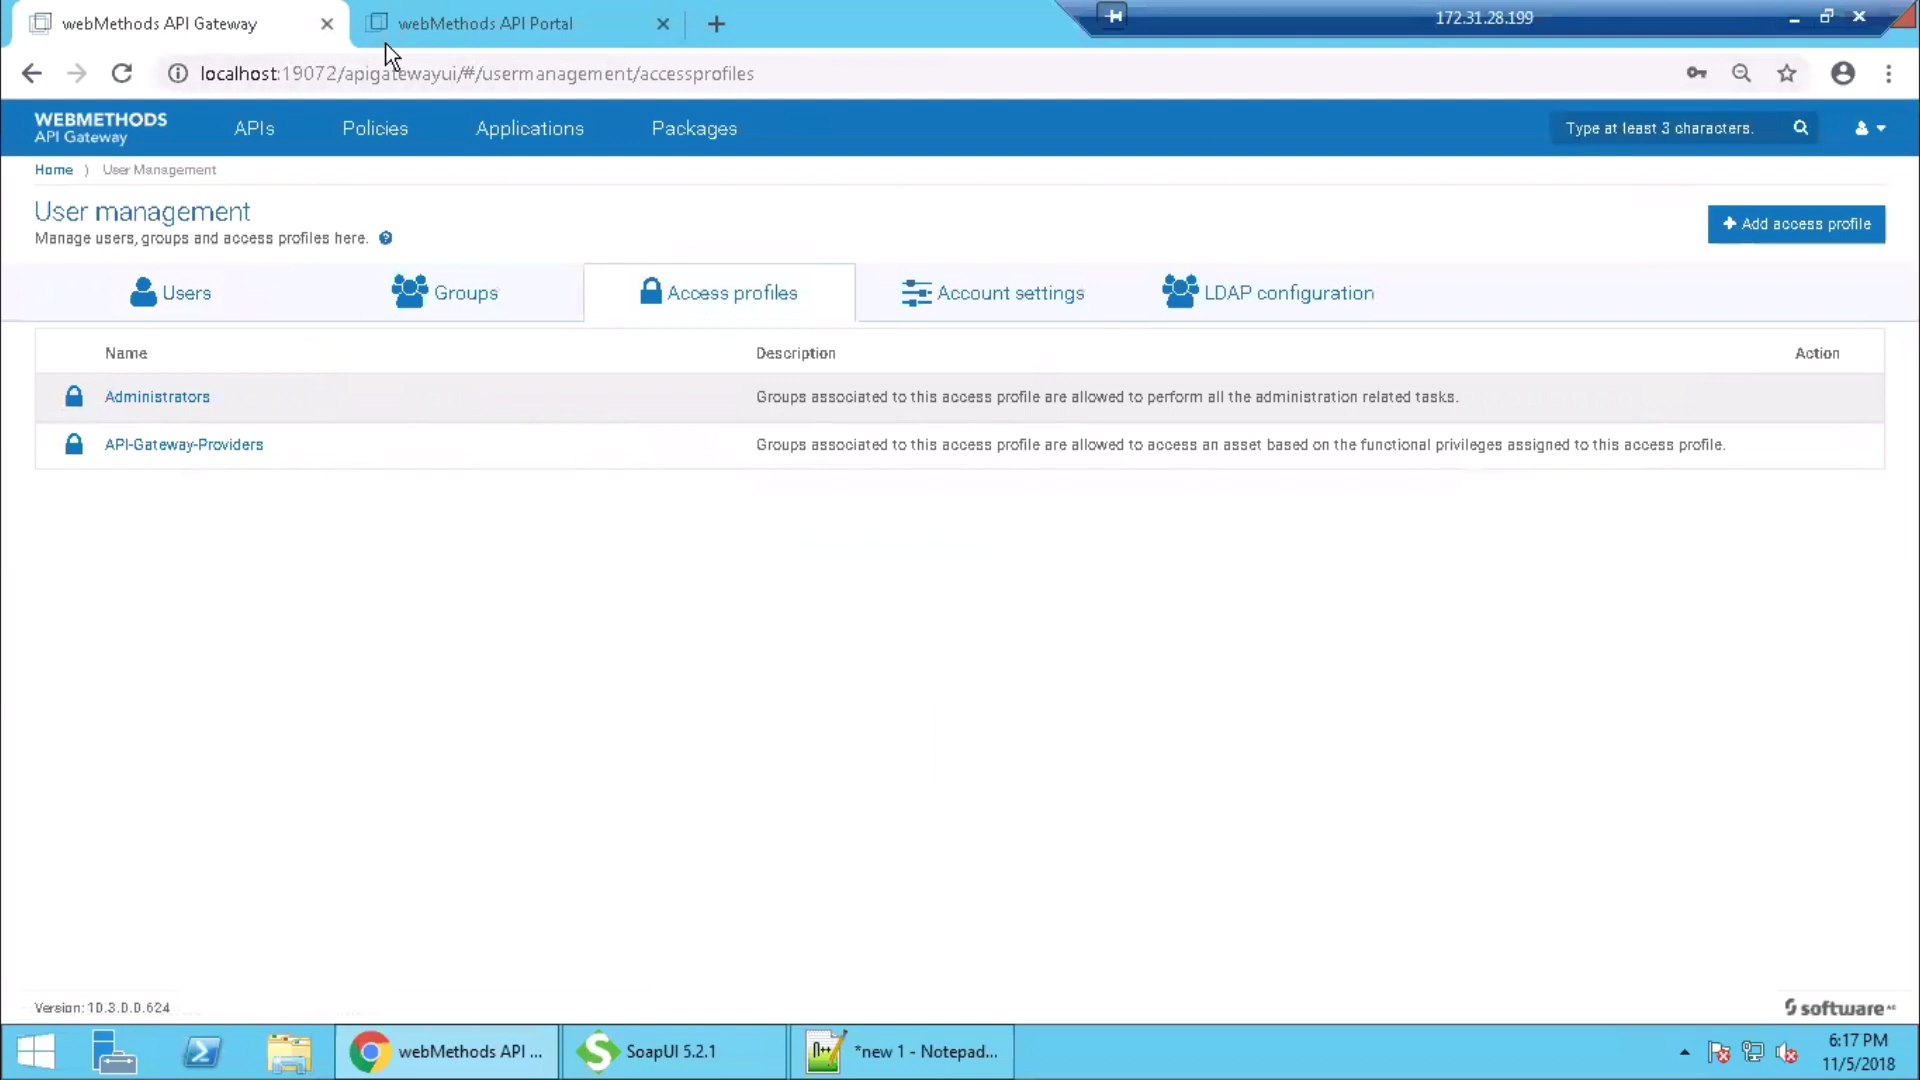 webMethods API Gateway
webMethods API Portal
172.31.28.199
localhost:19072/apigatewayui/#/usermanagement/accessprofiles
WEBMETHODS
API Gateway
APIs
Policies
Applications
Packages
Type at least 3 characters.
Home
User Management
User management
Manage users, groups and access profiles here.
Add access profile
Users
Groups
Access profiles
Account settings
LDAP configuration
Name
Description
Action
Administrators
Groups associated to this access profile are allowed to perform all the administration related tasks.
API-Gateway-Providers
Groups associated to this access profile are allowed to access an asset based on the functional privileges assigned to this access profile.
Version: 10.3.0.0.624
software AG
webMethods API ...
SoapUI 5.2.1
*new 1 - Notepad...
6:17 PM
11/5/2018